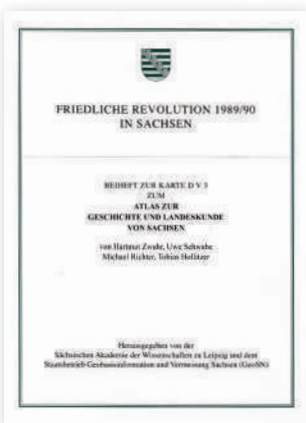 FRIEDLICHE REVOLUTION 1989/90
IN SACHSEN
BEIHEFT ZUR KARTE D V 3
ZUM
ATLAS ZUR
GESCHICHTE UND LANDESKUNDE
VON SACHSEN
von Hartmut Zwahr, Uwe Schwabe
Michael Richter, Tobias Hollitzer
Herausgegeben von der
Sächsischen Akademie der Wissenschaften zu Leipzig und dem
Staatsbetrieb Geobasisinformation und Vermessung Sachsen (GeoSN)